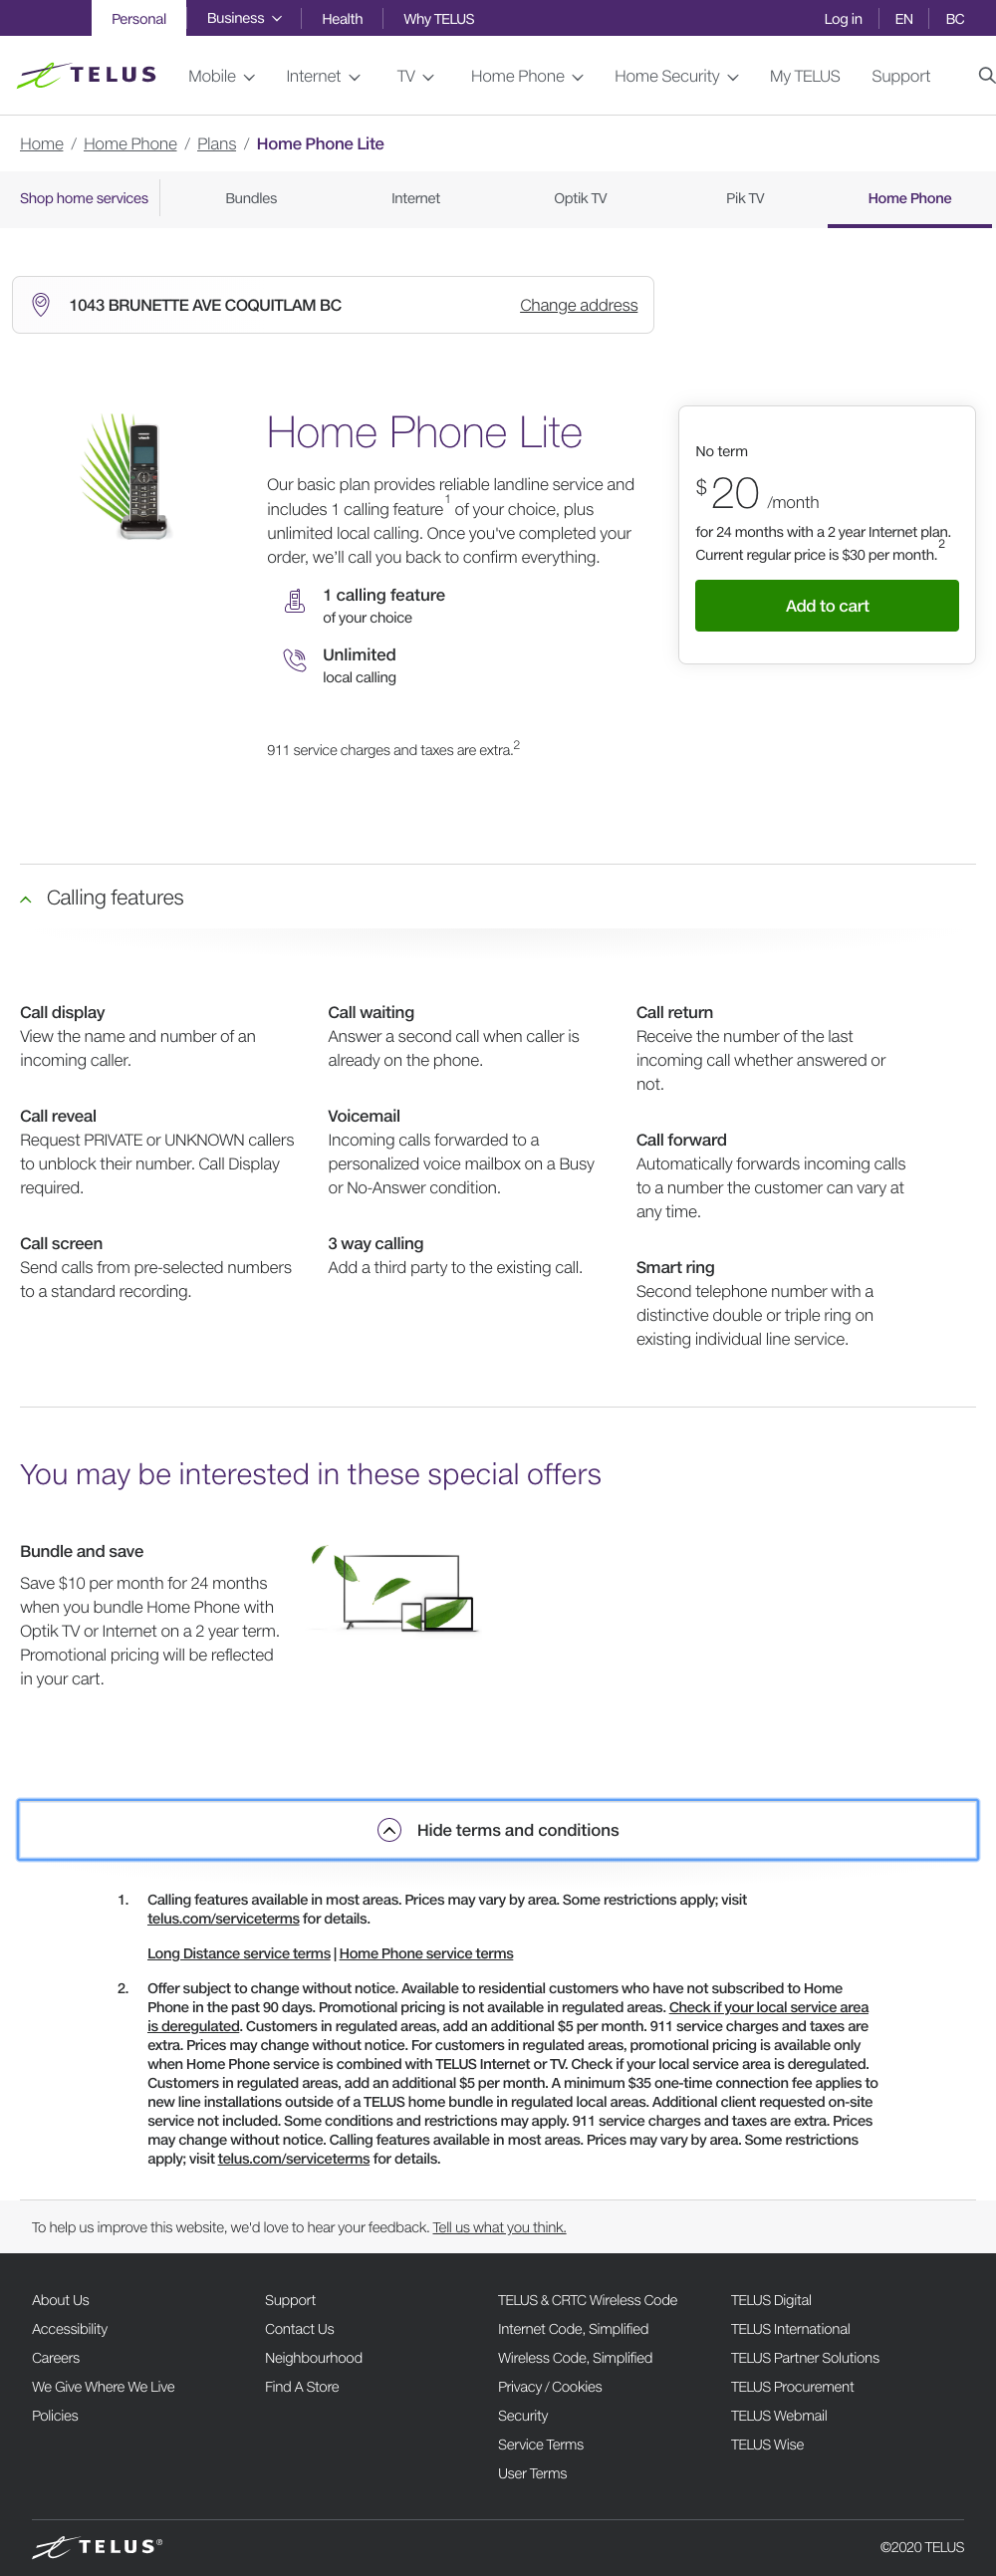 Personal
Business
Health
Why TELUS
Log in
EN
BC
TELUS
Mobile
Internet
TV
Home Phone
Home Security
My TELUS
Support
Home / Home Phone / Plans / Home Phone Lite
Shop home services
Bundles
Internet
Optik TV
Pik TV
Home Phone
1043 BRUNETTE AVE COQUITLAM BC
Change address
Home Phone Lite
Our basic plan provides reliable landline service and
includes 1 calling feature1 of your choice, plus
unlimited local calling. Once you've completed your
order, we'll call you back to confirm everything.
1 calling feature
of your choice
Unlimited
local calling
911 service charges and taxes are extra.2
No term
$20 /month
for 24 months with a 2 year Internet plan.
Current regular price is $30 per month.2
Add to cart
Calling features
Call display
View the name and number of an
incoming caller.
Call reveal
Request PRIVATE or UNKNOWN callers
to unblock their number. Call Display
required.
Call screen
Send calls from pre-selected numbers
to a standard recording.
Call waiting
Answer a second call when caller is
already on the phone.
Voicemail
Incoming calls forwarded to a
personalized voice mailbox on a Busy
or No-Answer condition.
3 way calling
Add a third party to the existing call.
Call return
Receive the number of the last
incoming call whether answered or
not.
Call forward
Automatically forwards incoming calls
to a number the customer can vary at
any time.
Smart ring
Second telephone number with a
distinctive double or triple ring on
existing individual line service.
You may be interested in these special offers
Bundle and save
Save $10 per month for 24 months
when you bundle Home Phone with
Optik TV or Internet on a 2 year term.
Promotional pricing will be reflected
in your cart.
Hide terms and conditions
1. Calling features available in most areas. Prices may vary by area. Some restrictions apply; visit
telus.com/serviceterms for details.
Long Distance service terms | Home Phone service terms
2. Offer subject to change without notice. Available to residential customers who have not subscribed to Home
Phone in the past 90 days. Promotional pricing is not available in regulated areas. Check if your local service area
is deregulated. Customers in regulated areas, add an additional $5 per month. 911 service charges and taxes are
extra. Prices may change without notice. For customers in regulated areas, promotional pricing is available only
when Home Phone service is combined with TELUS Internet or TV. Check if your local service area is deregulated.
Customers in regulated areas, add an additional $5 per month. A minimum $35 one-time connection fee applies to
new line installations outside of a TELUS home bundle in regulated local areas. Additional client requested on-site
service not included. Some conditions and restrictions may apply. 911 service charges and taxes are extra. Prices
may change without notice. Calling features available in most areas. Prices may vary by area. Some restrictions
apply; visit telus.com/serviceterms for details.
To help us improve this website, we'd love to hear your feedback. Tell us what you think.
About Us
Accessibility
Careers
We Give Where We Live
Policies
Support
Contact Us
Neighbourhood
Find A Store
TELUS & CRTC Wireless Code
Internet Code, Simplified
Wireless Code, Simplified
Privacy / Cookies
Security
Service Terms
User Terms
TELUS Digital
TELUS International
TELUS Partner Solutions
TELUS Procurement
TELUS Webmail
TELUS Wise
TELUS®
©2020 TELUS